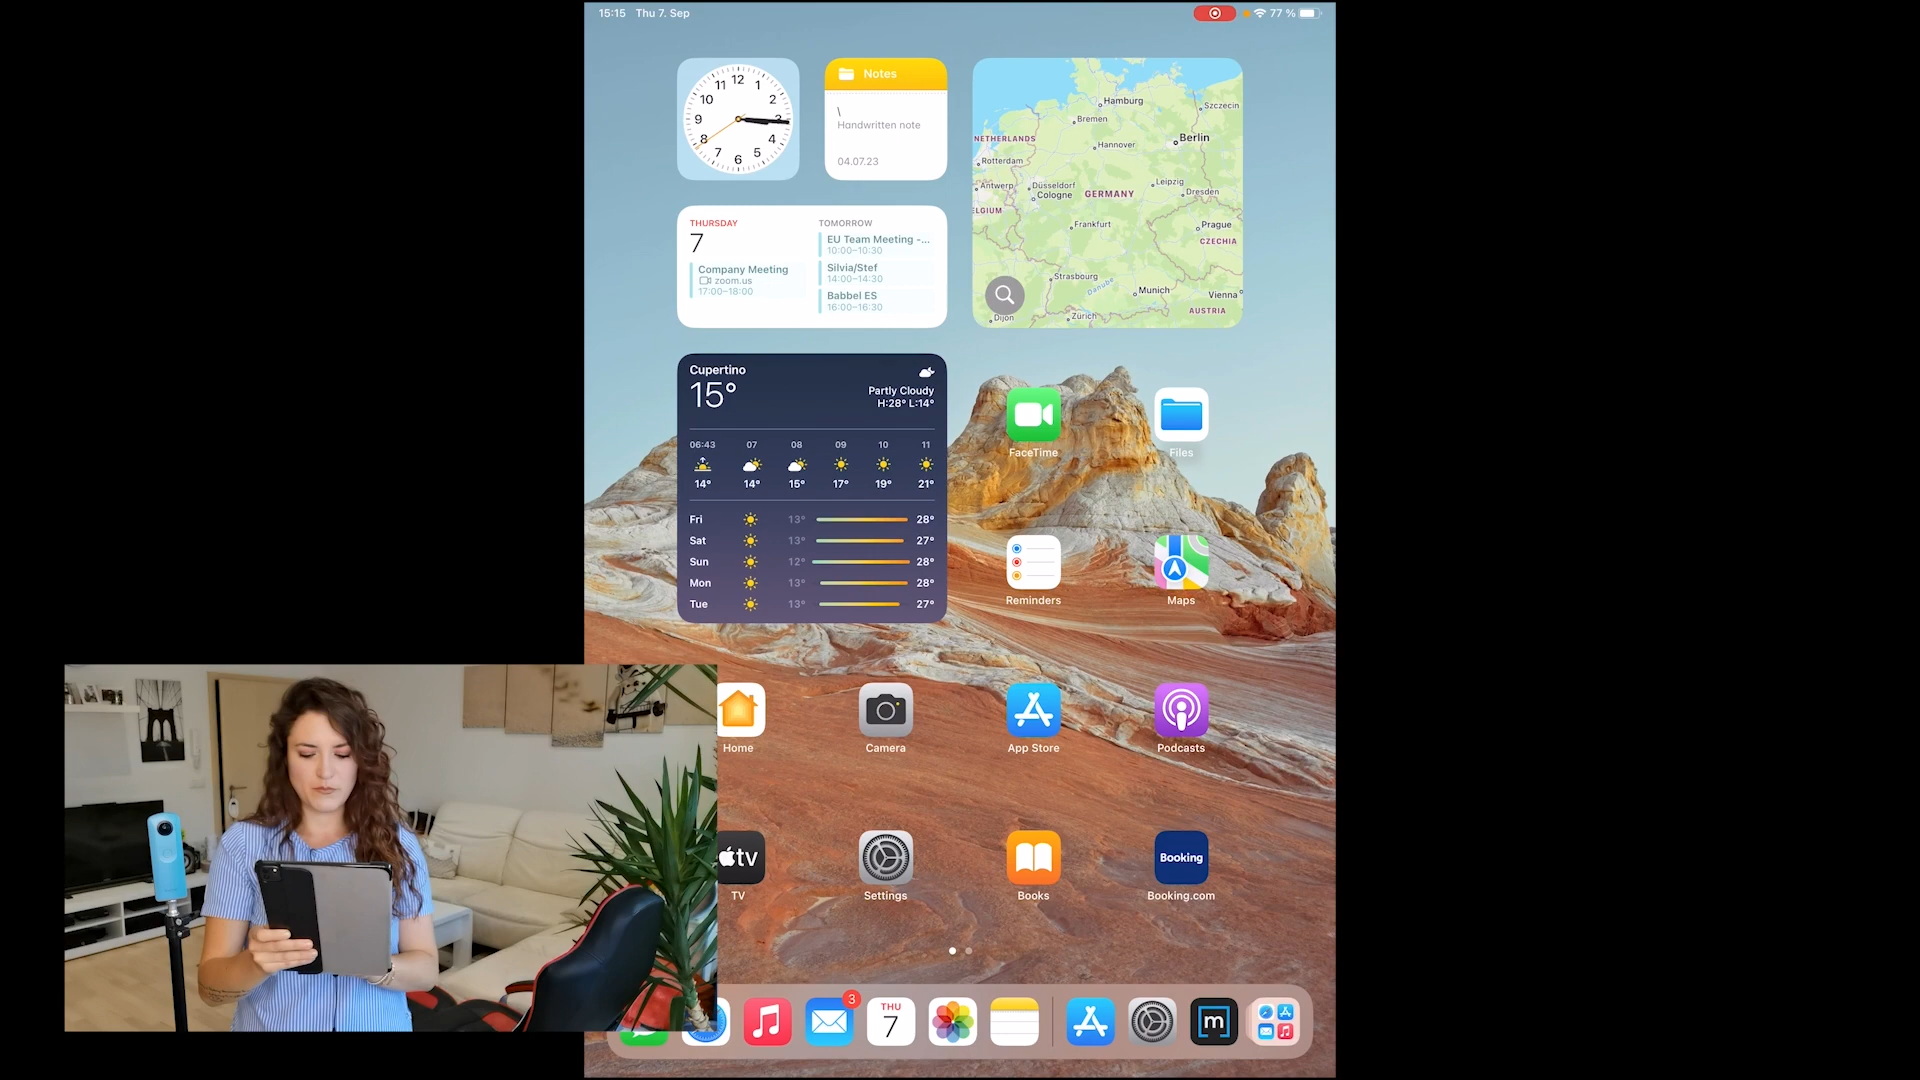 15:15 Thu 7. Sep
77 %
12
11 1
10 2
9 3
8 4
7 5
6
Notes
\
Handwritten note
04.07.23
Hamburg
Szczecin
Bremen
NETHERLANDS
Berlin
Hannover
Rotterdam
Antwerp
Düsseldorf
Cologne
Leipzig
GERMANY
Dresden
ELGIUM
Frankfurt
Prague
CZECHIA
Strasbourg
Danube
Munich
Vienna
AUSTRIA
Dijon
Zürich
THURSDAY
7
Company Meeting
zoom.us
17:00–18:00
TOMORROW
EU Team Meeting -...
10:00–10:30
Silvia/Stef
14:00–14:30
Babbel ES
16:00–16:30
Cupertino
15°
Partly Cloudy
H:28° L:14°
06:43 07 08 09 10 11
14° 14° 15° 17° 19° 21°
Fri 13° 28°
Sat 13° 27°
Sun 12° 28°
Mon 13° 28°
Tue 13° 27°
FaceTime
Files
Reminders
Maps
Home
Camera
App Store
Podcasts
tv
Booking
TV
Settings
Books
Booking.com
3
THU
7
m